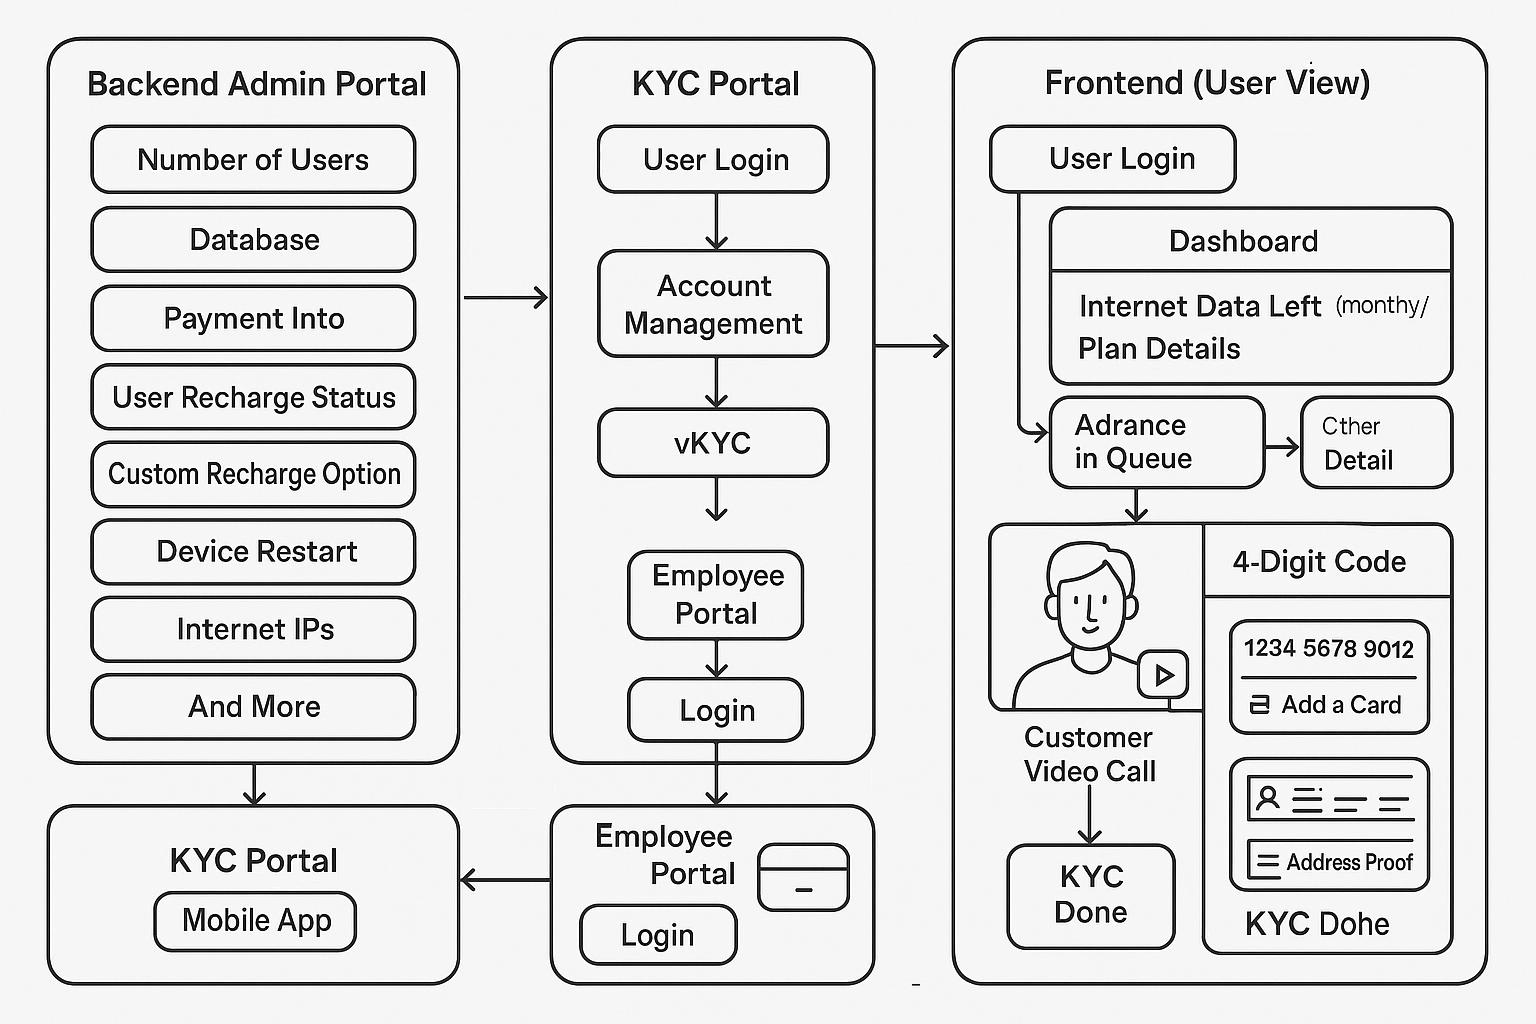 Backend Admin Portal
Number of Users
Database
Payment Into
User Recharge Status
Custom Recharge Option
Device Restart
Internet IPs
And More
KYC Portal
Mobile App
KYC Portal
User Login
Account
Management
vKYC
Employee
Portal
Login
Employee
Portal
Login
Frontend (User View)
User Login
Dashboard
Internet Data Left (monthy/
Plan Details
Adrance
in Queue
Cther
Detail
Customer
Video Call
KYC
Done
4-Digit Code
1234 5678 9012
Add a Card
Address Proof
KYC Dohe